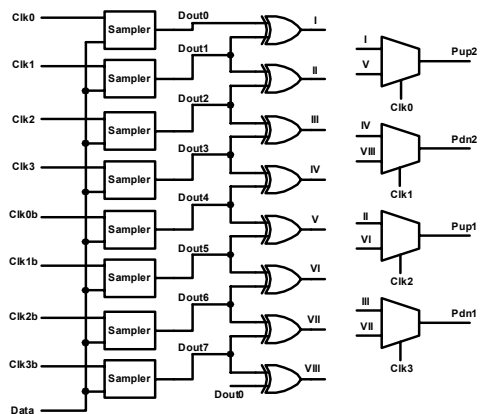 Clk0
Sampler
Dout0
I
Clk1
Sampler
Dout1
II
Clk2
Sampler
Dout2
III
Clk3
Sampler
Dout3
IV
Clk0b
Sampler
Dout4
V
Clk1b
Sampler
Dout5
VI
Clk2b
Sampler
Dout6
VII
Clk3b
Sampler
Dout7
VIII
Dout0
Data
I
V
Pup2
Clk0
IV
VIII
Pdn2
Clk1
II
VI
Pup1
Clk2
III
VII
Pdn1
Clk3